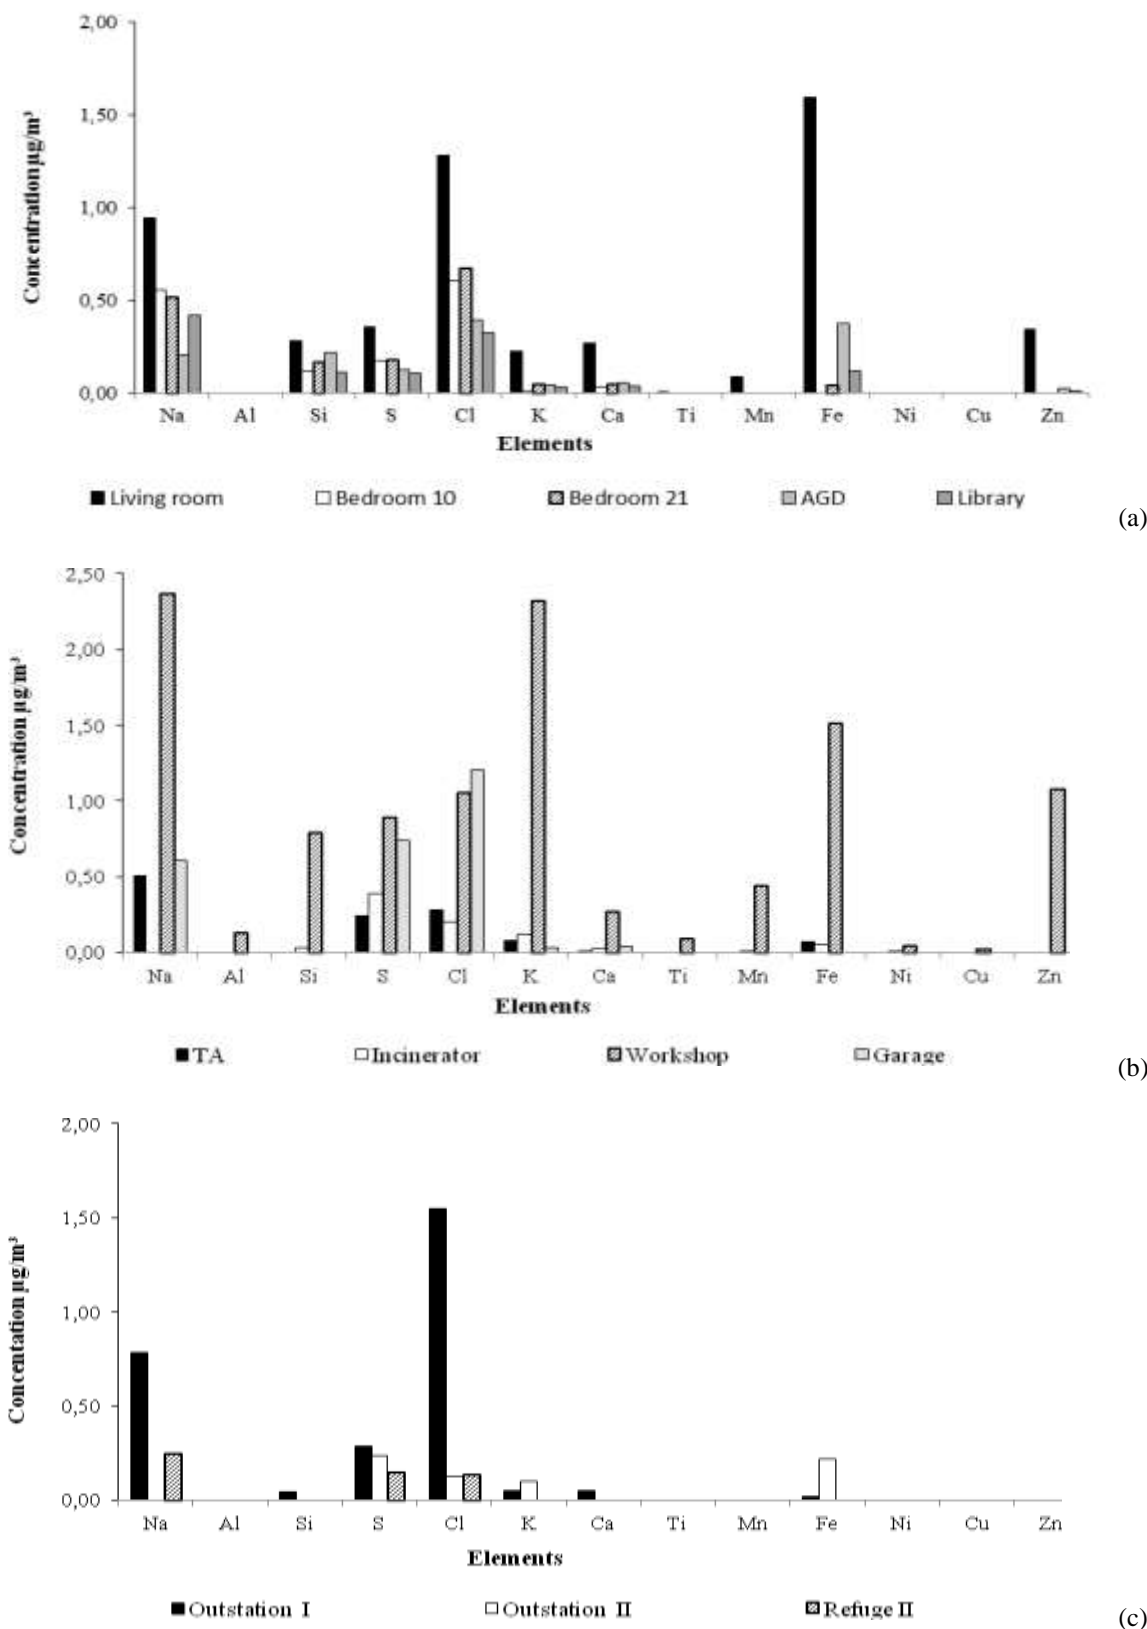 2,00
1,50
1,00
0,50
0,00
Concentration µg/m³
Na Al Si S Cl K Ca Ti Mn Fe Ni Cu Zn
Elements
Living room Bedroom 10 Bedroom 21 AGD Library
(a)
2,50
2,00
1,50
1,00
0,50
0,00
Concentration µg/m³
Na Al Si S Cl K Ca Ti Mn Fe Ni Cu Zn
Elements
TA Incinerator Workshop Garage
(b)
2,00
1,50
1,00
0,50
0,00
Concentation µg/m³
Na Al Si S Cl K Ca Ti Mn Fe Ni Cu Zn
Elements
Outstation I Outstation II Refuge II
(c)